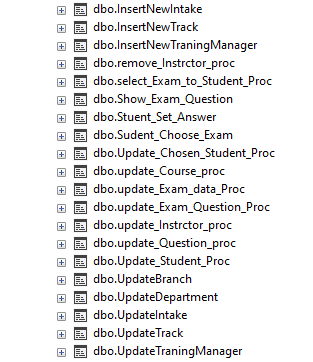 dbo.InsertNewIntake
dbo.InsertNewTrack
dbo.InsertNewTraningManager
dbo.remove_Instrctor_proc
dbo.select_Exam_to_Student_Proc
dbo.Show_Exam_Question
dbo.Stuent_Set_Answer
dbo.Sudent_Choose_Exam
dbo.Update_Chosen_Student_Proc
dbo.update_Course_proc
dbo.update_Exam_data_Proc
dbo.update_Exam_Question_Proc
dbo.update_Instrctor_proc
dbo.update_Question_proc
dbo.Update_Student_Proc
dbo.UpdateBranch
dbo.UpdateDepartment
dbo.UpdateIntake
dbo.UpdateTrack
dbo.UpdateTraningManager